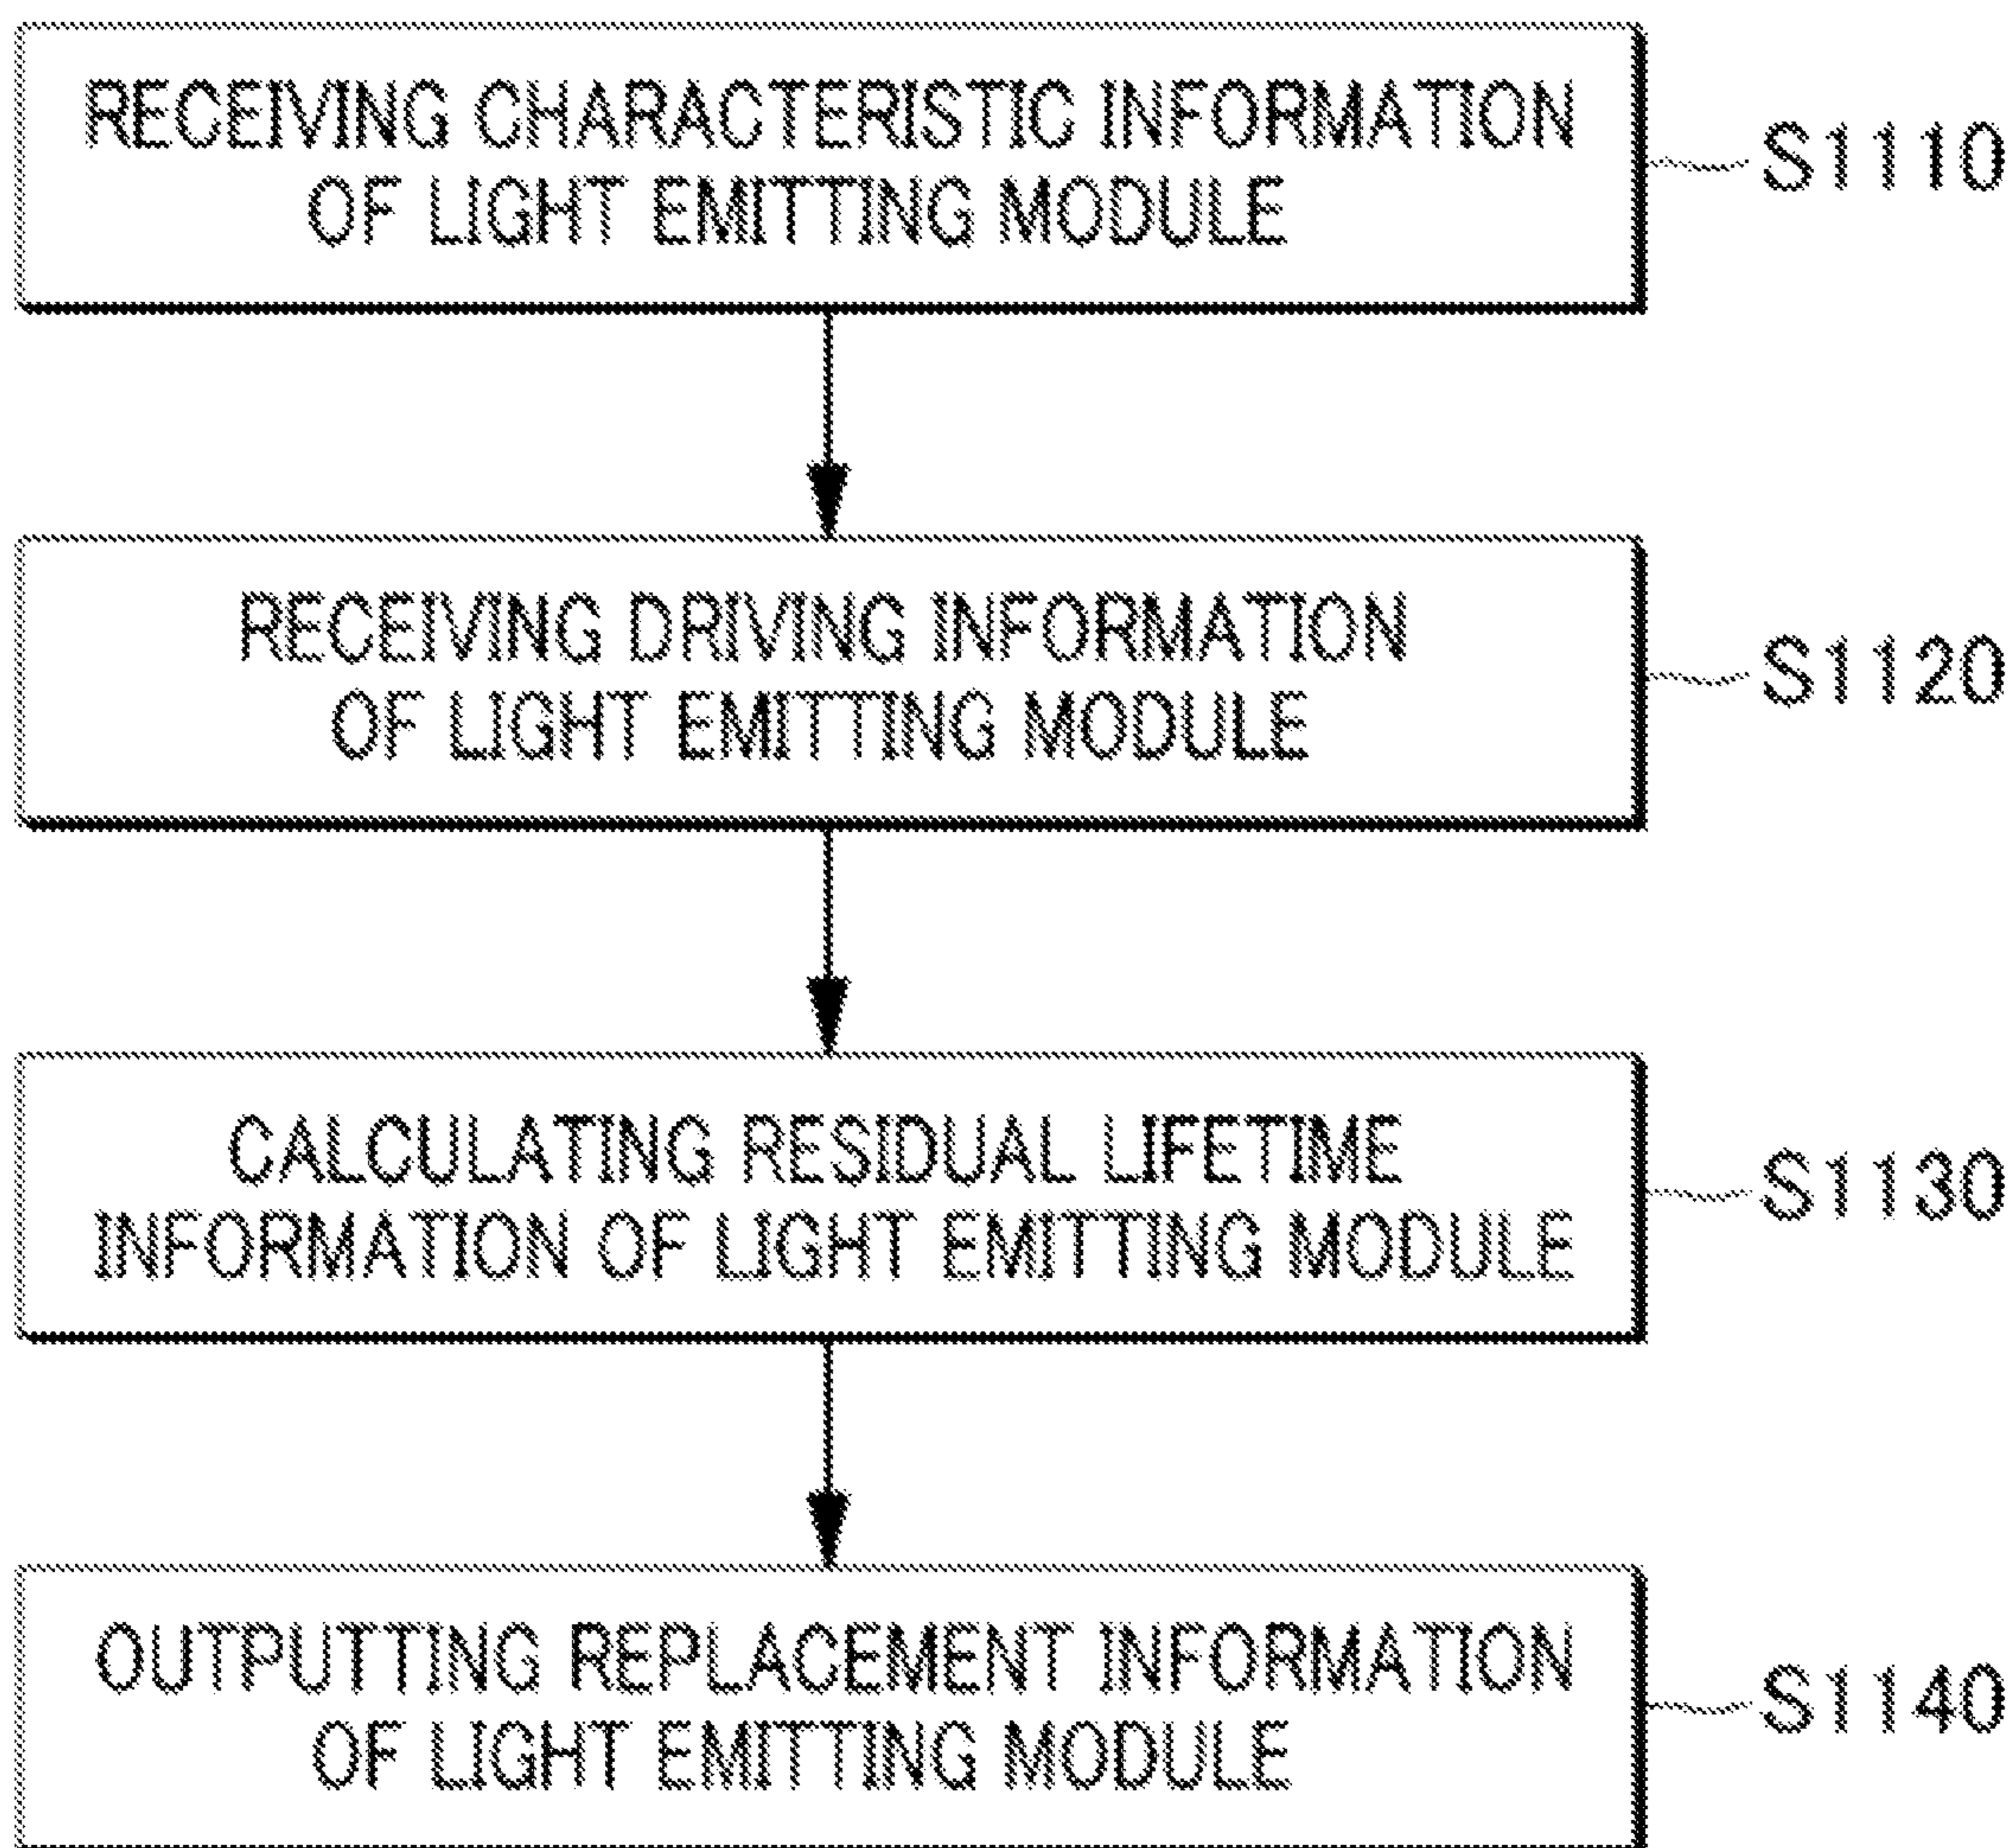 RECEIVING CHARACTERISTIC INFORMATION
OF LIGHT EMITTING MODULE
S1110
RECEIVING DRIVING INFORMATION
OF LIGHT EMITTING MODULE
S1120
CALCULATING RESIDUAL LIFETIME
INFORMATION OF LIGHT EMITTING MODULE
S1130
OUTPUTTING REPLACEMENT INFORMATION
OF LIGHT EMITTING MODULE
S1140